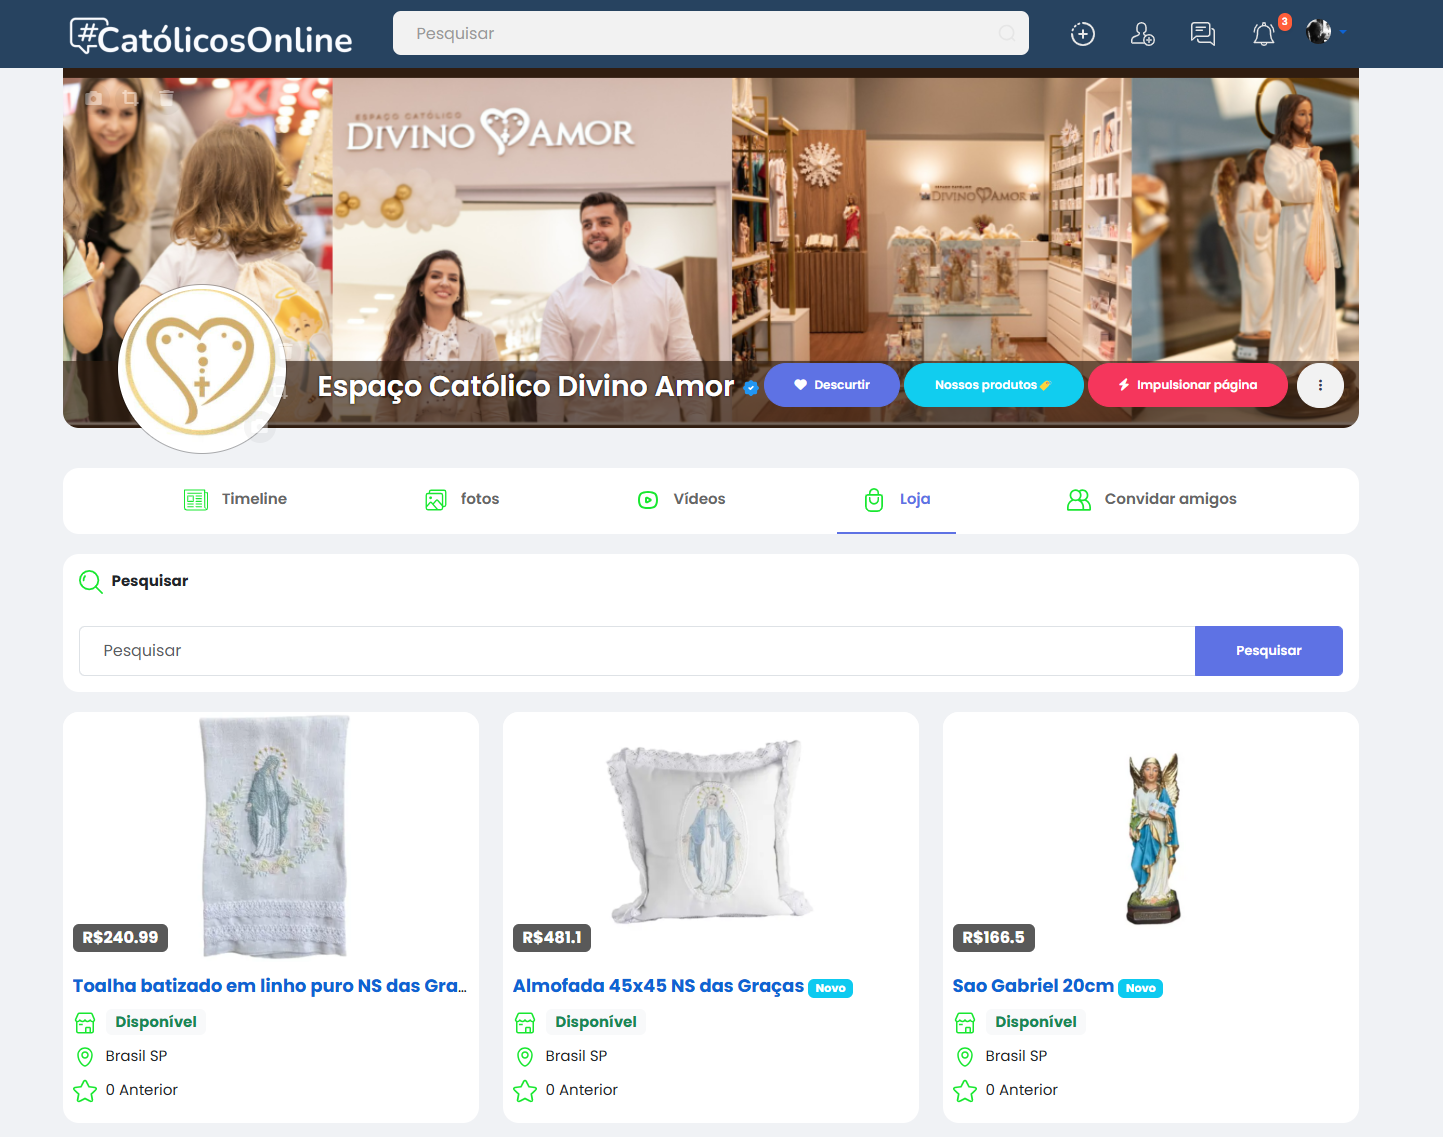 #CatólicosOnline
Pesquisar
3
ESPAÇO CATÓLICO
DIVINO AMOR
DIVINO AMOR
Espaço Católico Divino Amor
Descurtir
Nossos produtos
Impulsionar página
Timeline
fotos
Vídeos
Loja
Convidar amigos
Pesquisar
Pesquisar
Pesquisar
R$240.99
Toalha batizado em linho puro NS das Gra...
Disponível
Brasil SP
0 Anterior
R$481.1
Almofada 45x45 NS das Graças Novo
Disponível
Brasil SP
0 Anterior
R$166.5
Sao Gabriel 20cm Novo
Disponível
Brasil SP
0 Anterior